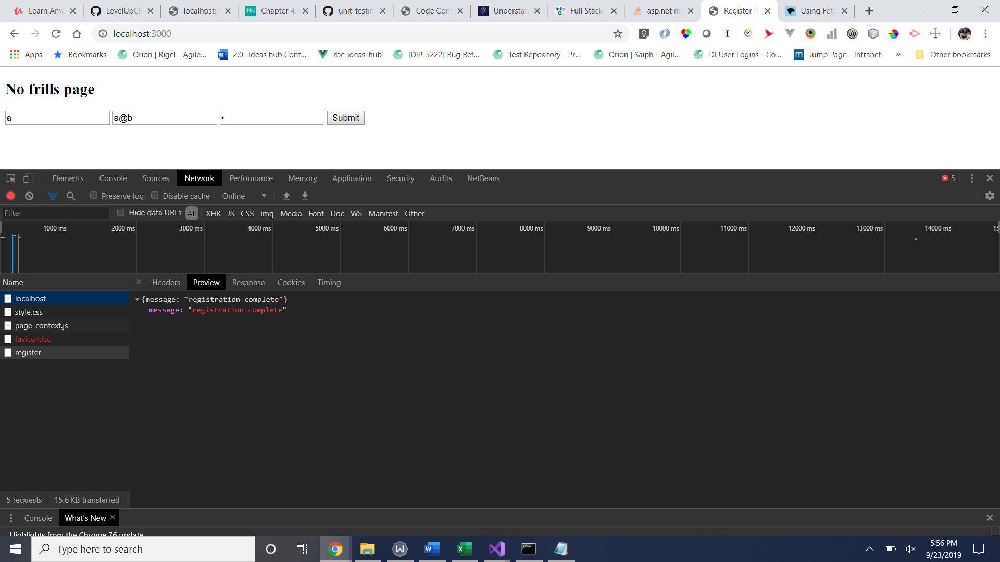 Learn Ama
LevelUpCl
localhost:3
Chapter 4.
unit-testin
Code Com
Understan
Full Stack
asp.net m
Register P
Using Fetc
localhost:3000
Apps Bookmarks Orion | Rigel - Agile... 2.0- Ideas hub Cont... rbc-ideas-hub [DIP-5222] Bug Ref... Test Repository - Pr... Orion | Saiph - Agil... DI User Logins - Co... Jump Page - Intranet » Other bookmarks
No frills page
a a@b • Submit
Elements Console Sources Network Performance Memory Application Security Audits NetBeans 5
Preserve log Disable cache Online
Filter Hide data URLs All XHR JS CSS Img Media Font Doc WS Manifest Other
1000 ms 2000 ms 3000 ms 4000 ms 5000 ms 6000 ms 7000 ms 8000 ms 9000 ms 10000 ms 11000 ms 12000 ms 13000 ms 14000 ms
Name Headers Preview Response Cookies Timing
localhost
style.css
page_context.js
favicon.ico
register
{message: "registration complete"}
message: "registration complete"
5 requests 15.6 KB transferred
Console What's New
Highlights from the Chrome 76 update
Type here to search
5:56 PM
9/23/2019